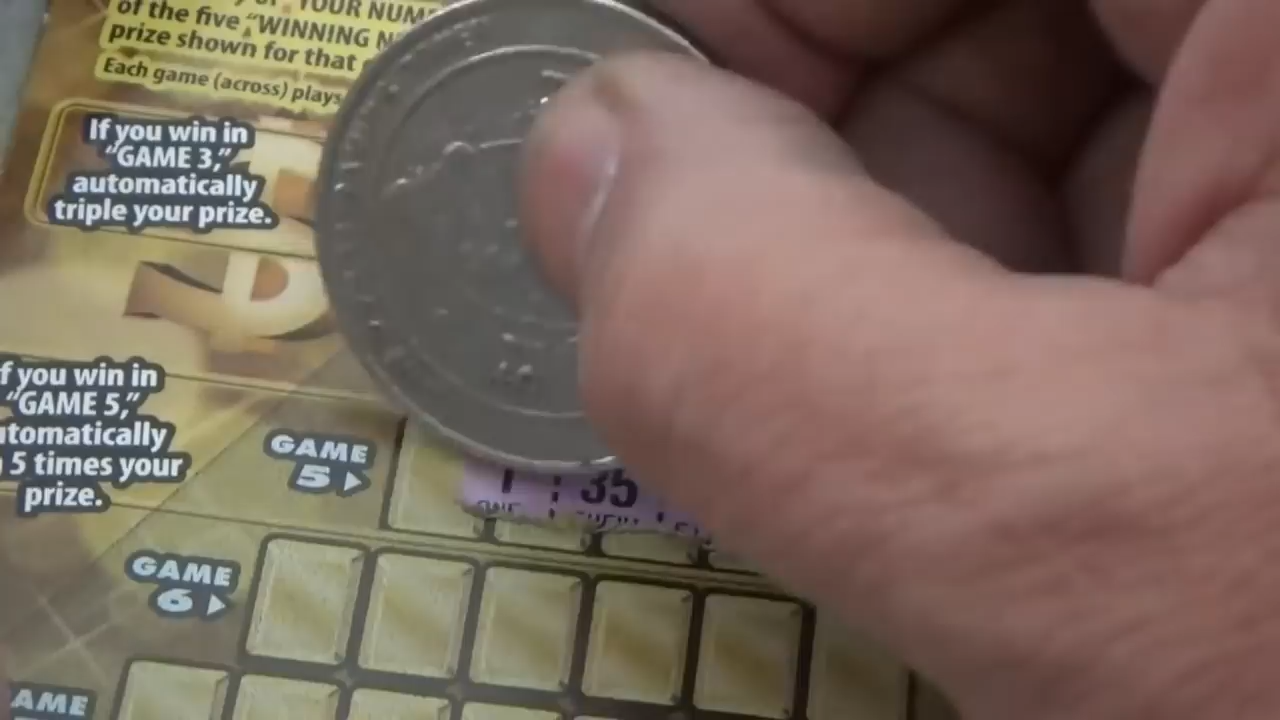 of the five "WINNING
prize shown for that
Each game (across) plays
If you win in
"GAME 3,"
automatically
triple your prize.
f you win in
"GAME 5,"
tomatically
5 times your
prize.
GAME
5
35
GAME
6
AME